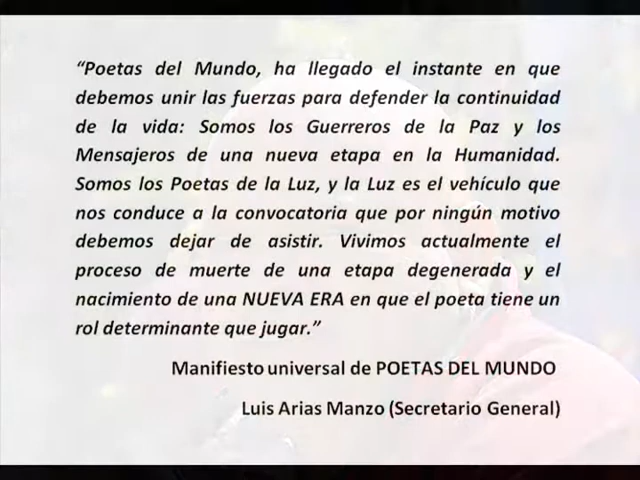 “Poetas del Mundo, ha llegado el instante en que
debemos unir las fuerzas para defender la continuidad
de la vida: Somos los Guerreros de la Paz y los
Mensajeros de una nueva etapa en la Humanidad.
Somos los Poetas de la Luz, y la Luz es el vehículo que
nos conduce a la convocatoria que por ningún motivo
debemos dejar de asistir. Vivimos actualmente el
proceso de muerte de una etapa degenerada y el
nacimiento de una NUEVA ERA en que el poeta tiene un
rol determinante que jugar.”
Manifiesto universal de POETAS DEL MUNDO
Luis Arias Manzo (Secretario General)